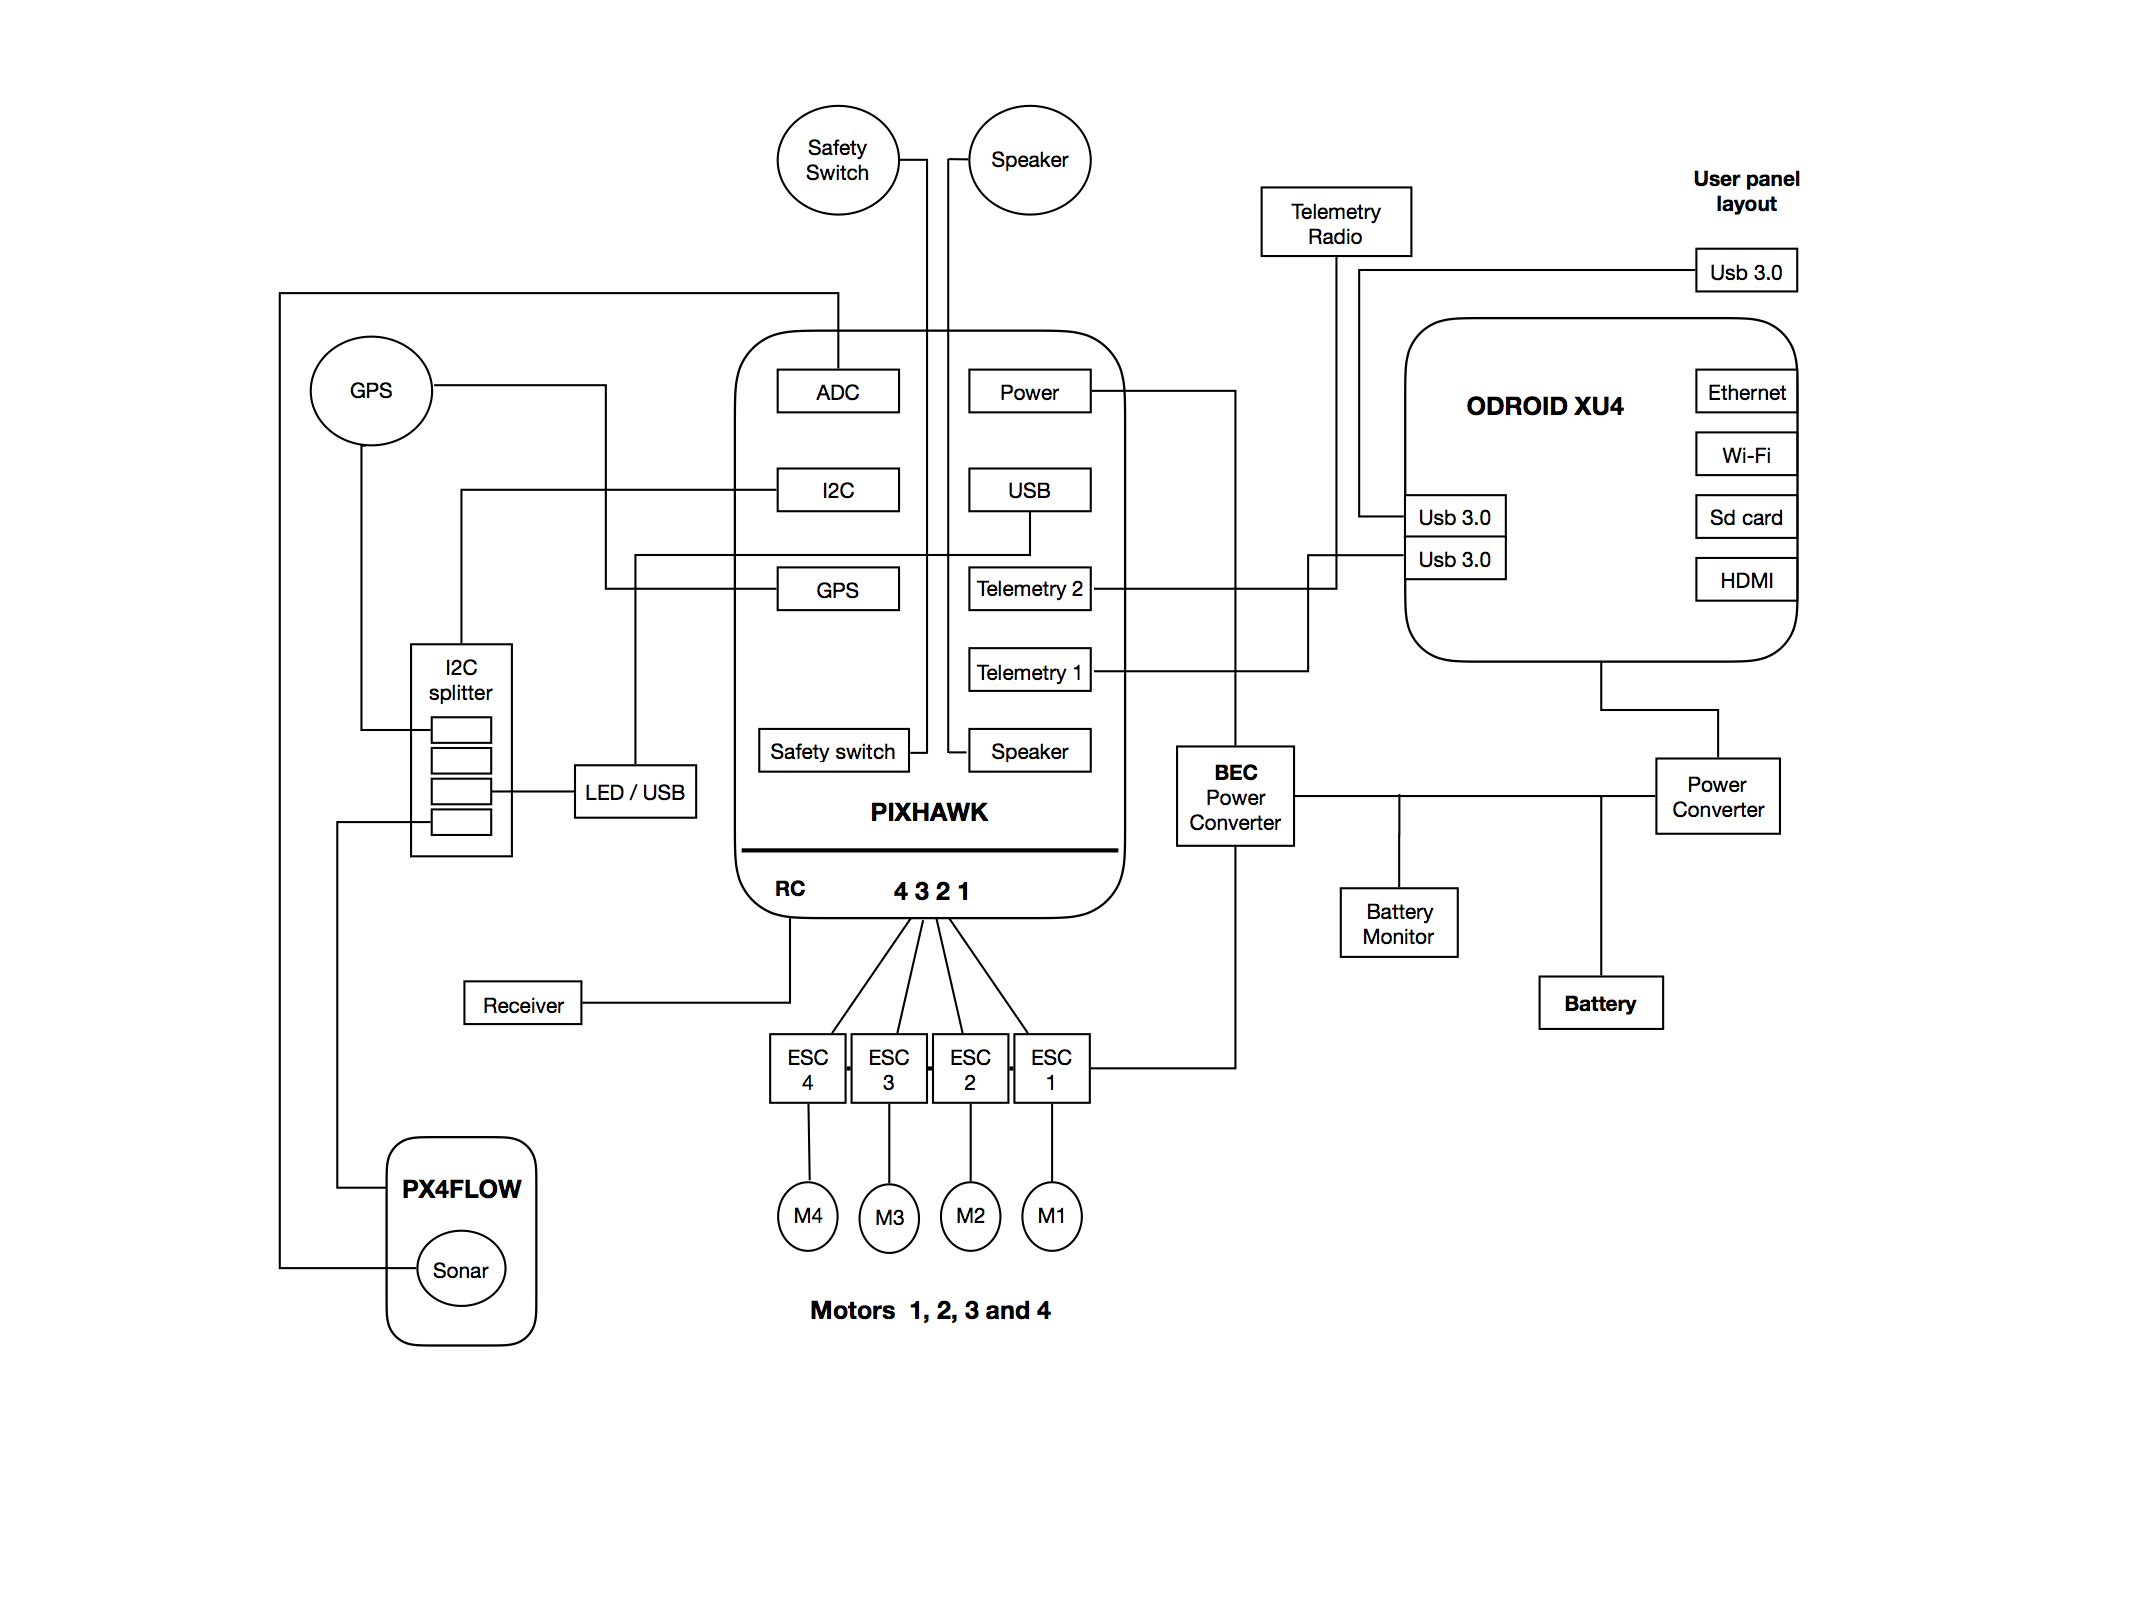 Safety
Switch
Speaker
User panel
layout
Telemetry
Radio
Usb 3.0
GPS
ADC
Power
ODROID XU4
Ethernet
Wi-Fi
I2C
USB
Usb 3.0
Sd card
Usb 3.0
HDMI
GPS
Telemetry 2
I2C
splitter
Telemetry 1
Safety switch
Speaker
LED / USB
PIXHAWK
BEC
Power
Converter
Power
Converter
RC
4 3 2 1
Battery
Monitor
Receiver
Battery
ESC
4
ESC
3
ESC
2
ESC
1
PX4FLOW
Sonar
M4
M3
M2
M1
Motors  1, 2, 3 and 4